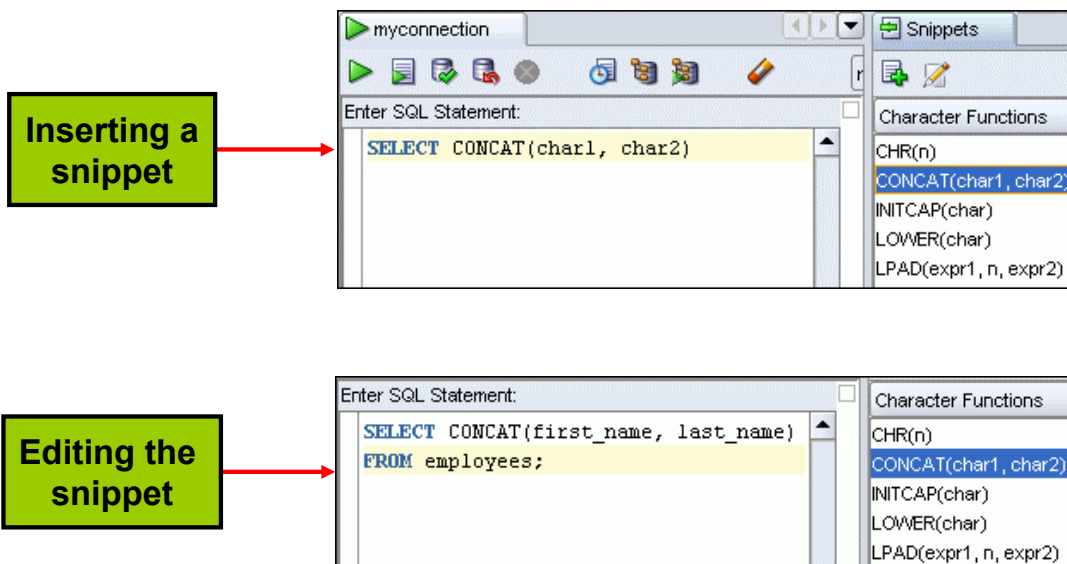 myconnection
Snippets
Enter SQL Statement:
Character Functions
Inserting a
snippet
SELECT CONCAT(char1, char2)
CHR(n)
CONCAT(char1, char2)
INITCAP(char)
LOWER(char)
LPAD(expr1, n, expr2)
Enter SQL Statement:
Character Functions
Editing the
snippet
SELECT CONCAT(first_name, last_name)
FROM employees;
CHR(n)
CONCAT(char1, char2)
INITCAP(char)
LOWER(char)
LPAD(expr1, n, expr2)